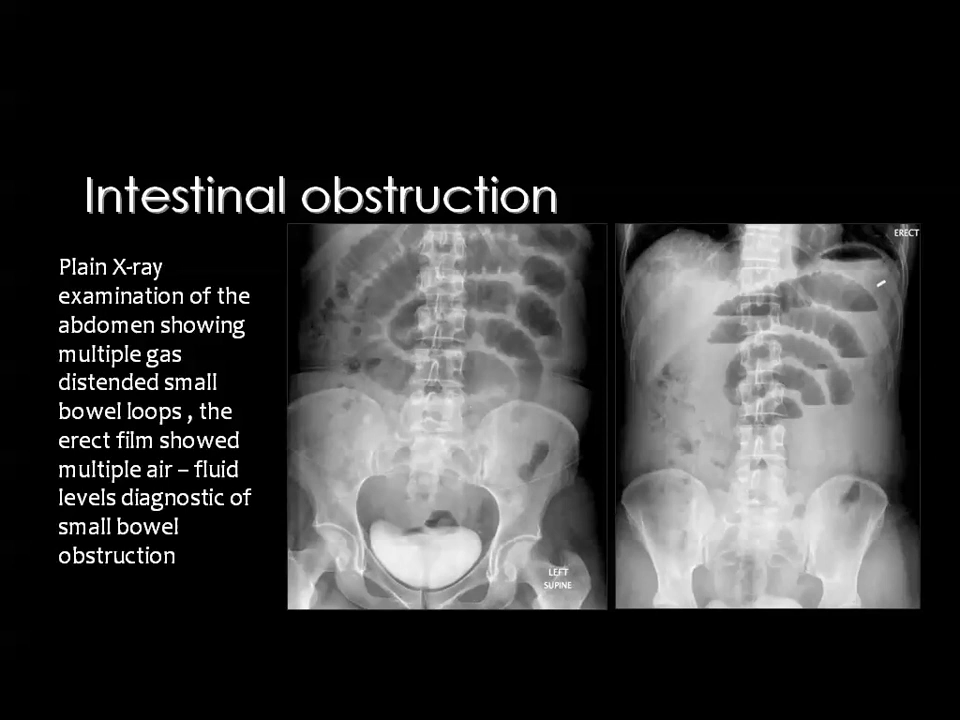 Intestinal obstruction
Plain X-ray
examination of the
abdomen showing
multiple gas
distended small
bowel loops , the
erect film showed
multiple air – fluid
levels diagnostic of
small bowel
obstruction
LEFT
SUPINE
ERECT